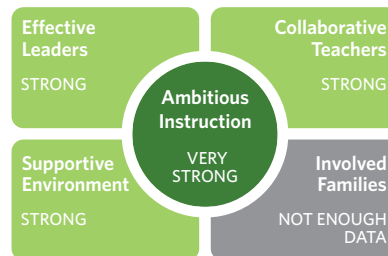 Effective
Leaders
STRONG
Collaborative
Teachers
STRONG
Ambitious
Instruction
VERY
STRONG
Supportive
Environment
STRONG
Involved
Families
NOT ENOUGH
DATA